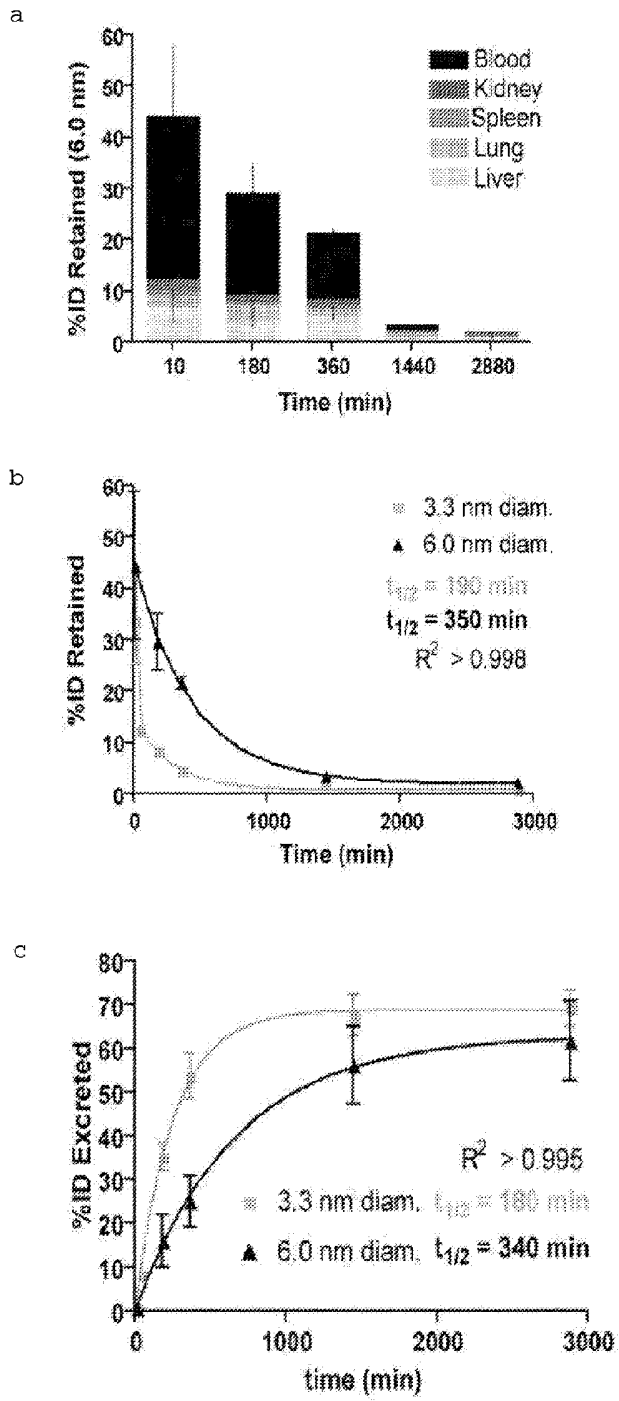 a
%ID Retained (6.0 nm)
60
50
40
30
20
10
0
Blood
Kidney
Spleen
Lung
Liver
10 180 360 1440 2880
Time (min)
b
%ID Retained
60
50
40
30
20
10
0
3.3 nm diam.
6.0 nm diam.
t1/2 = 190 min
t1/2 = 350 min
R2 > 0.998
0 1000 2000 3000
Time (min)
c
%ID Excreted
80
70
60
50
40
30
20
10
0
R2 > 0.995
3.3 nm diam. t1/2 = 180 min
6.0 nm diam. t1/2 = 340 min
0 1000 2000 3000
time (min)